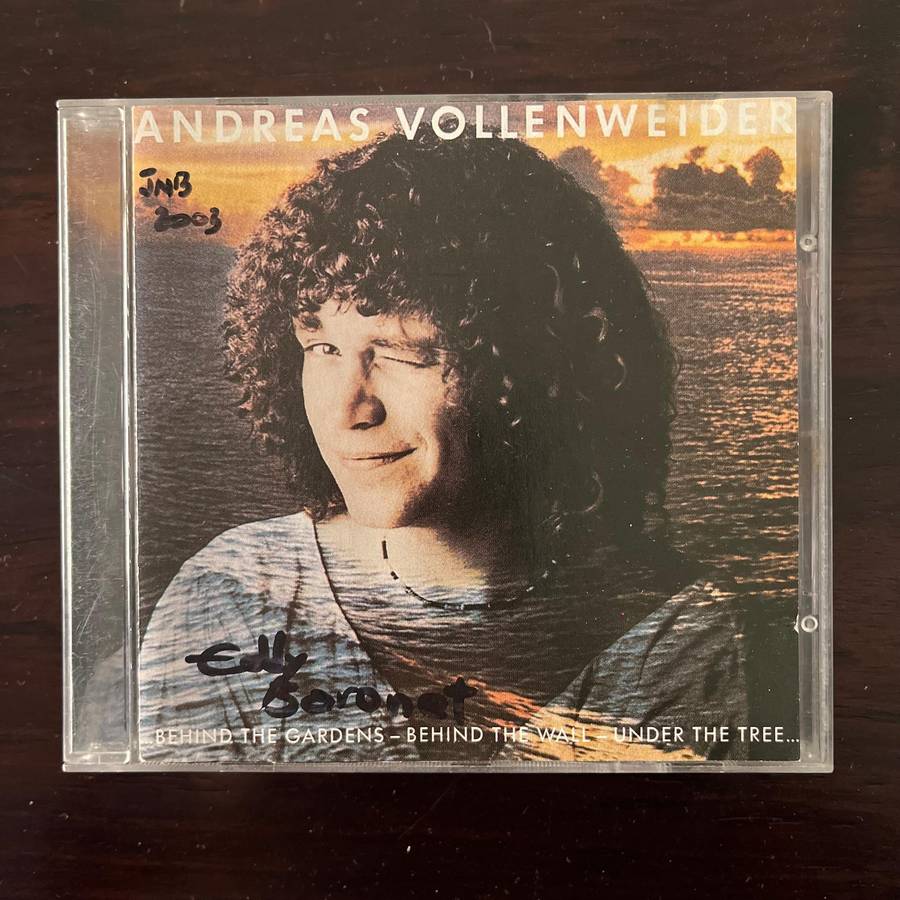 ANDREAS VOLLENWEIDER
JNB
2003
Eddy
Baronet
...BEHIND THE GARDENS – BEHIND THE WALL – UNDER THE TREE...